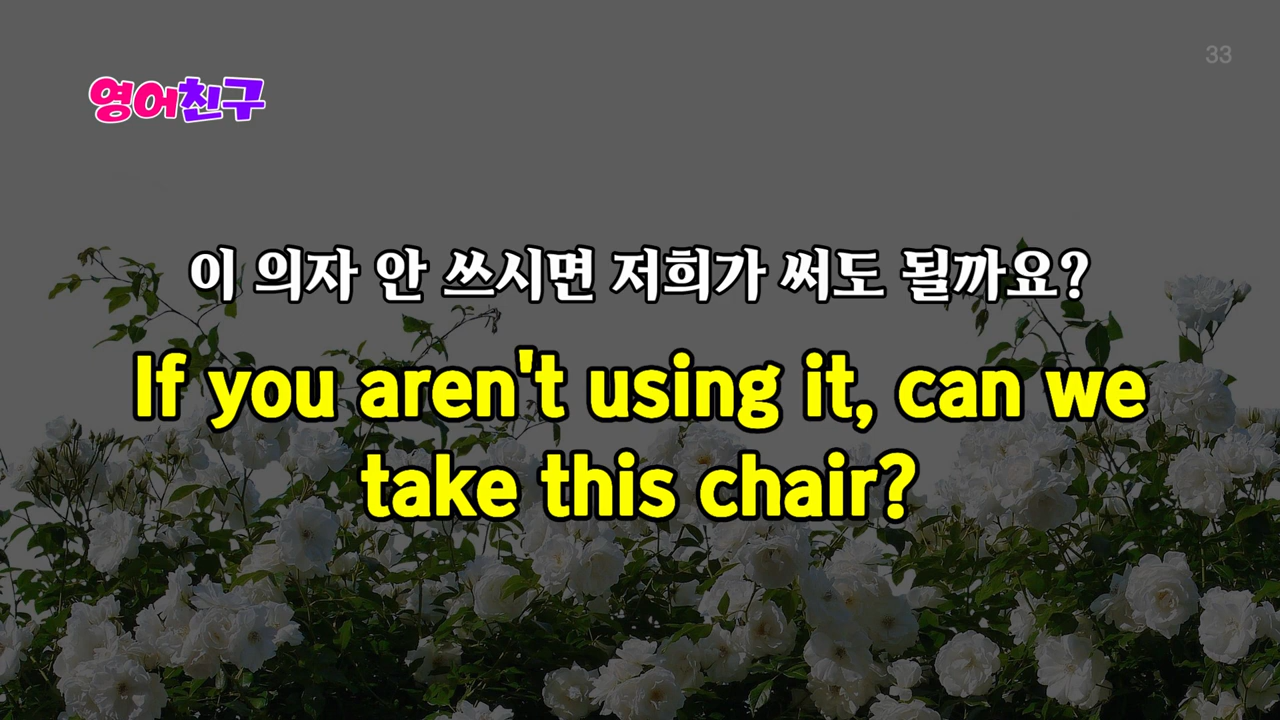 33
영어친구
이 의자 안 쓰시면 저희가 써도 될까요?
If you aren't using it, can we
take this chair?